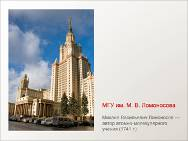 МГУ им. М. В. Ломоносова
Михаил Васильевич Ломоносов —
автор атомно-молекулярного
учения (1741 г.)